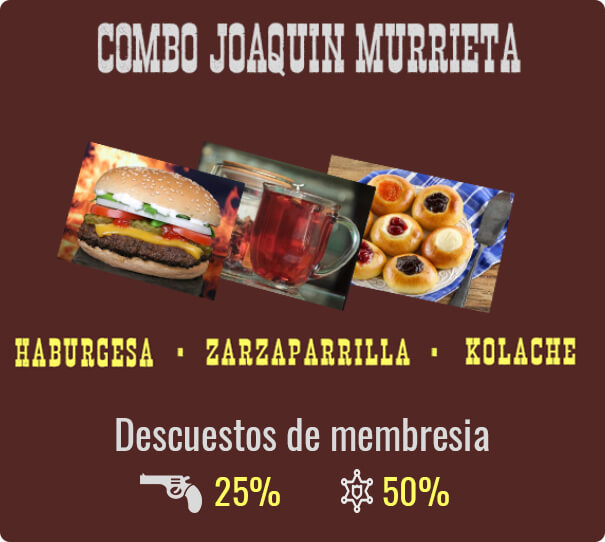 COMBO JOAQUIN MURRIETA
HABURGESA · ZARZAPARRILLA · KOLACHE
Descuestos de membresia
25% 50%